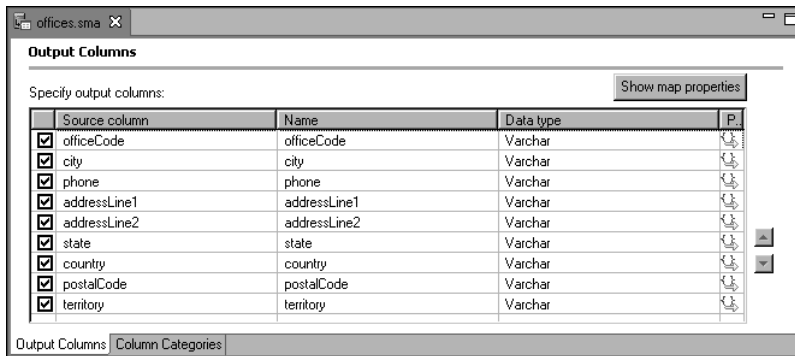 offices.sma
Output Columns
Specify output columns:
Show map properties
Source column Name Data type P..
officeCode officeCode Varchar
city city Varchar
phone phone Varchar
addressLine1 addressLine1 Varchar
addressLine2 addressLine2 Varchar
state state Varchar
country country Varchar
postalCode postalCode Varchar
territory territory Varchar
Output Columns Column Categories